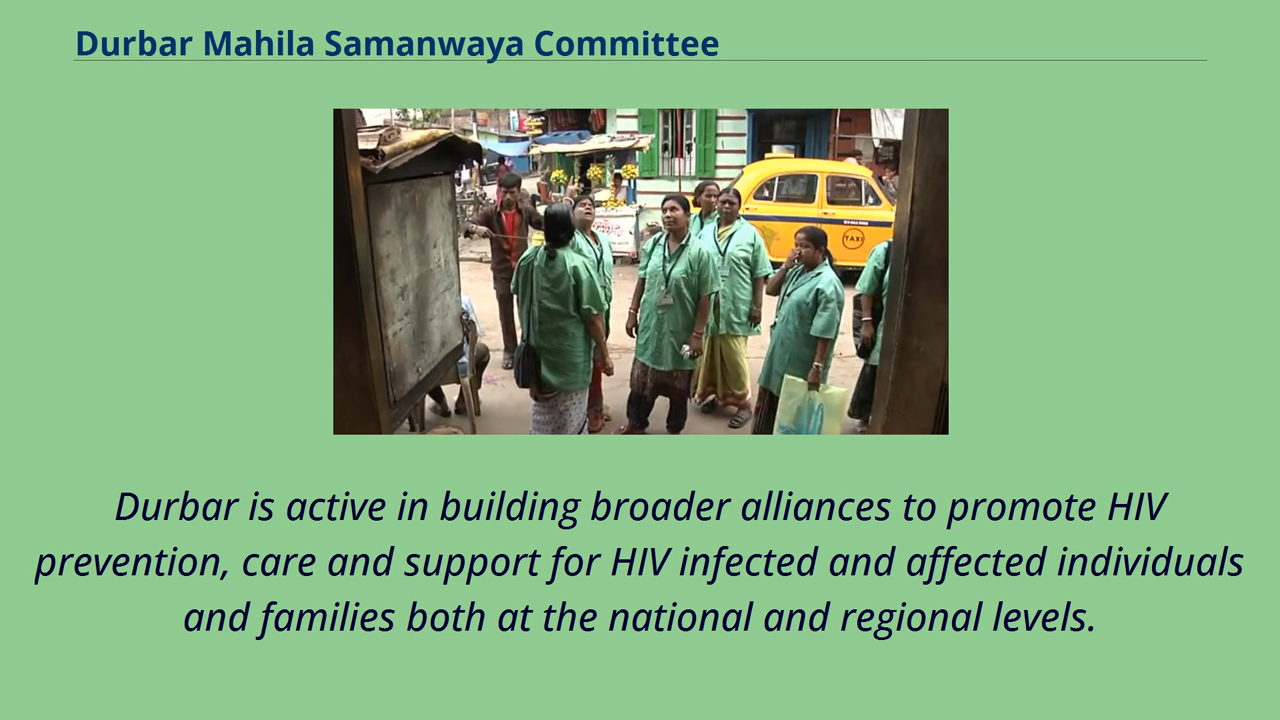 Durbar Mahila Samanwaya Committee
TAXI
Durbar is active in building broader alliances to promote HIV
prevention, care and support for HIV infected and affected individuals
and families both at the national and regional levels.